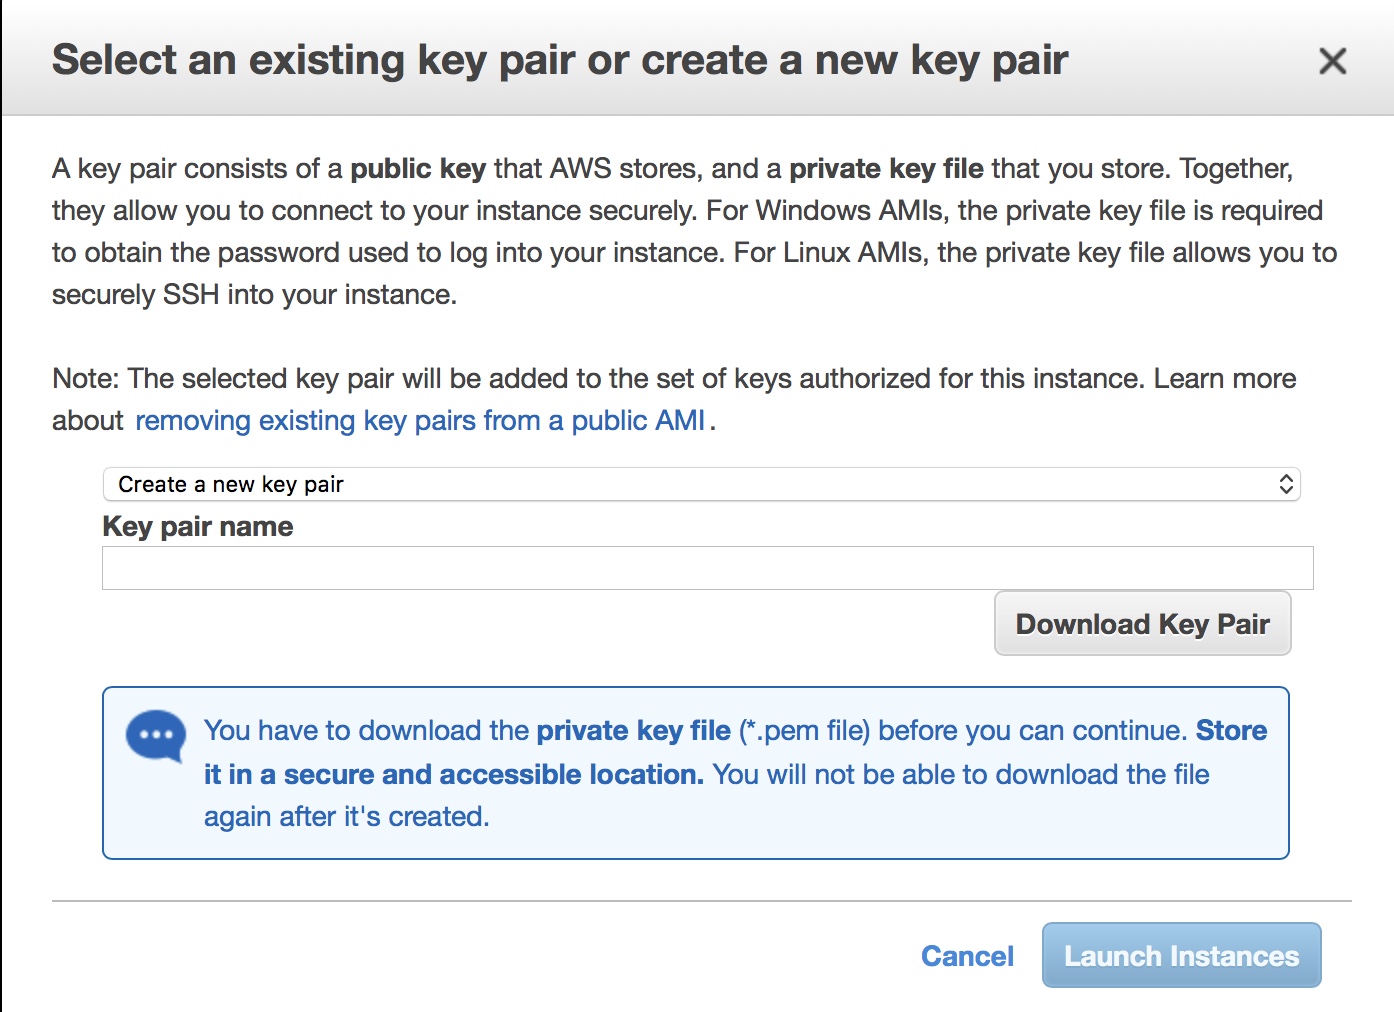 Select an existing key pair or create a new key pair
A key pair consists of a public key that AWS stores, and a private key file that you store. Together,
they allow you to connect to your instance securely. For Windows AMIs, the private key file is required
to obtain the password used to log into your instance. For Linux AMIs, the private key file allows you to
securely SSH into your instance.
Note: The selected key pair will be added to the set of keys authorized for this instance. Learn more
about removing existing key pairs from a public AMI.
Create a new key pair
Key pair name
Download Key Pair
You have to download the private key file (*.pem file) before you can continue. Store
it in a secure and accessible location. You will not be able to download the file
again after it's created.
Cancel
Launch Instances